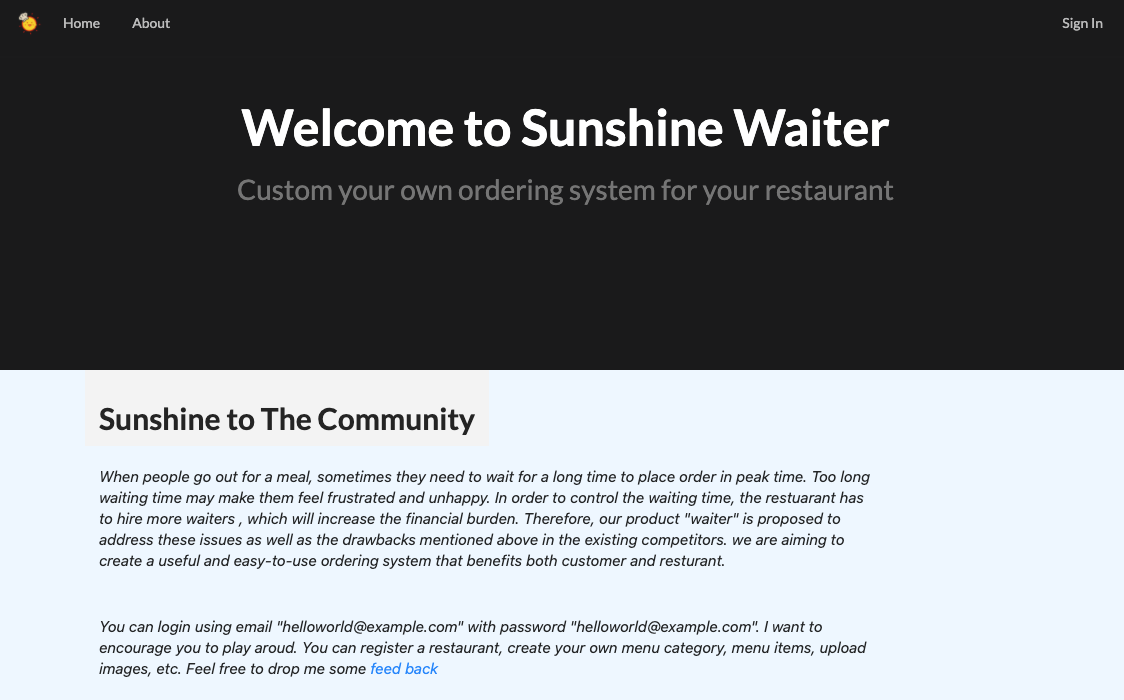 Home About Sign In
Welcome to Sunshine Waiter
Custom your own ordering system for your restaurant
Sunshine to The Community
When people go out for a meal, sometimes they need to wait for a long time to place order in peak time. Too long
waiting time may make them feel frustrated and unhappy. In order to control the waiting time, the restuarant has
to hire more waiters , which will increase the financial burden. Therefore, our product "waiter" is proposed to
address these issues as well as the drawbacks mentioned above in the existing competitors. we are aiming to
create a useful and easy-to-use ordering system that benefits both customer and resturant.
You can login using email "helloworld@example.com" with password "helloworld@example.com". I want to
encourage you to play aroud. You can register a restaurant, create your own menu category, menu items, upload
images, etc. Feel free to drop me some feed back